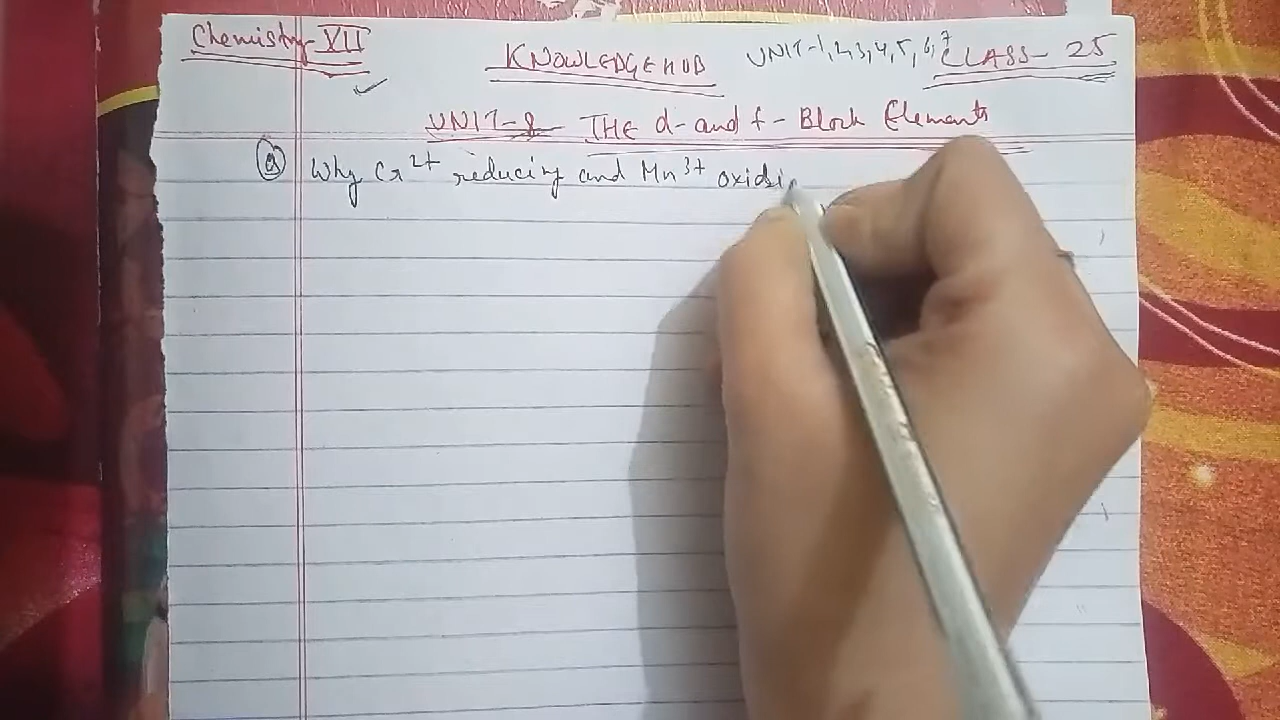 Chemistry-XII
KNOWLEDGE HUB
UNIT-1,2,3,4,5,6,7
CLASS-25
UNIT-8 THE d-and f-Block Elements
Q Why Cr2+ reducing and Mn3+ oxidsi